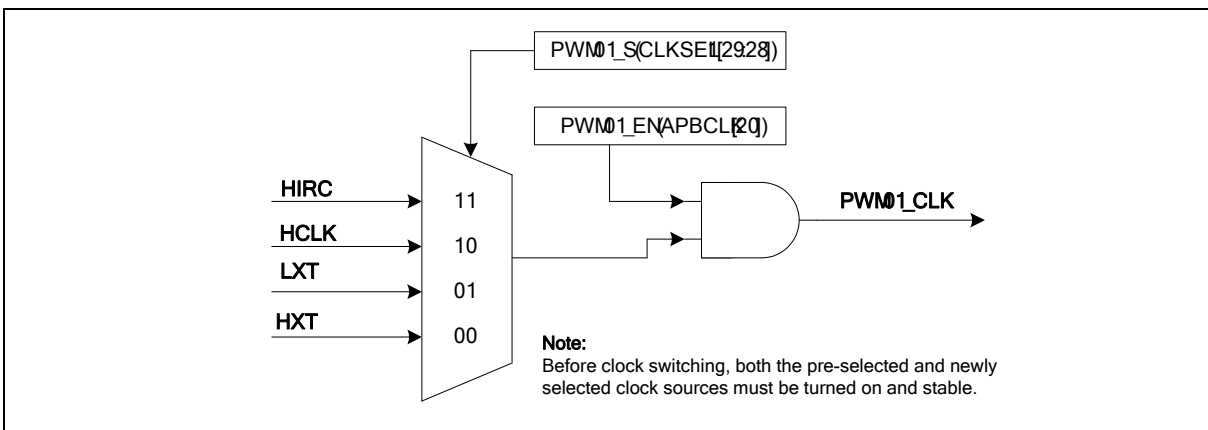 PWM01_S(CLKSEL1[29:28])
PWM01_EN(APBCLK[20])
HIRC
11
PWM01_CLK
HCLK
10
LXT
01
HXT
00
Note:
Before clock switching, both the pre-selected and newly
selected clock sources must be turned on and stable.